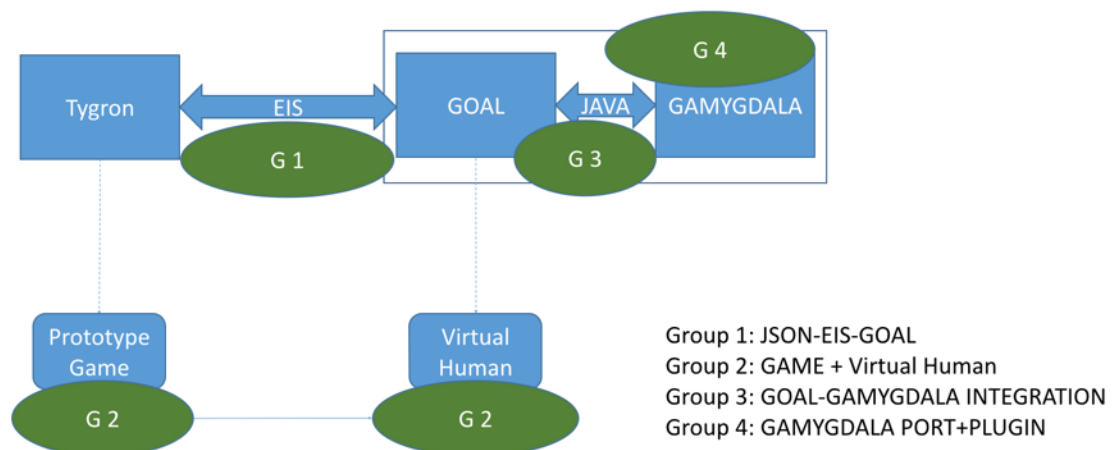 G 4
Tygron
EIS
GOAL
JAVA
GAMYGDALA
G 1
G 3
Prototype
Game
Virtual
Human
G 2
G 2
Group 1: JSON-EIS-GOAL
Group 2: GAME + Virtual Human
Group 3: GOAL-GAMYGDALA INTEGRATION
Group 4: GAMYGDALA PORT+PLUGIN